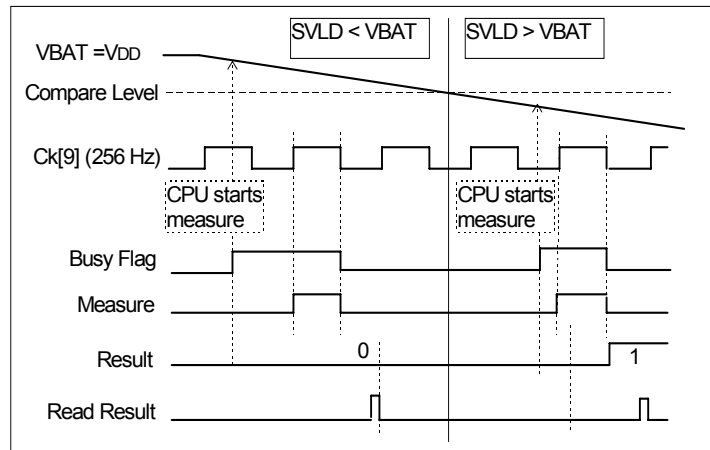 SVLD < VBAT
SVLD > VBAT
VBAT =VDD
Compare Level
Ck[9] (256 Hz)
CPU starts
measure
CPU starts
measure
Busy Flag
Measure
Result
0
1
Read Result